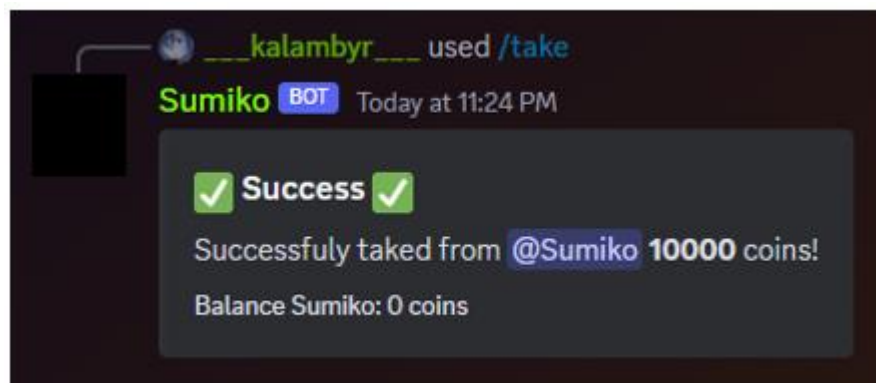 ___kalambyr___ used /take
Sumiko BOT Today at 11:24 PM
✅ Success ✅
Successfuly taked from @Sumiko 10000 coins!
Balance Sumiko: 0 coins